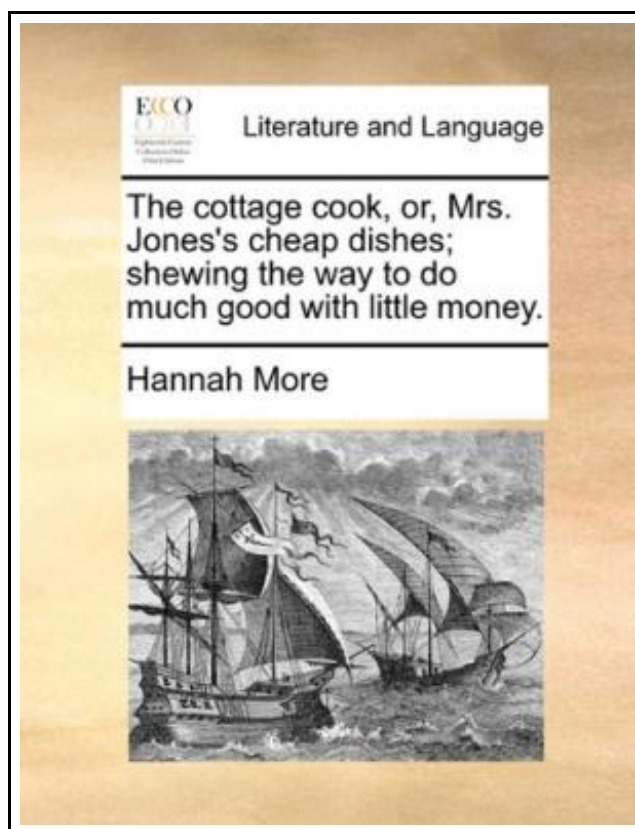 ECCO
Literature and Language
The cottage cook, or, Mrs.
Jones's cheap dishes;
shewing the way to do
much good with little money.
Hannah More